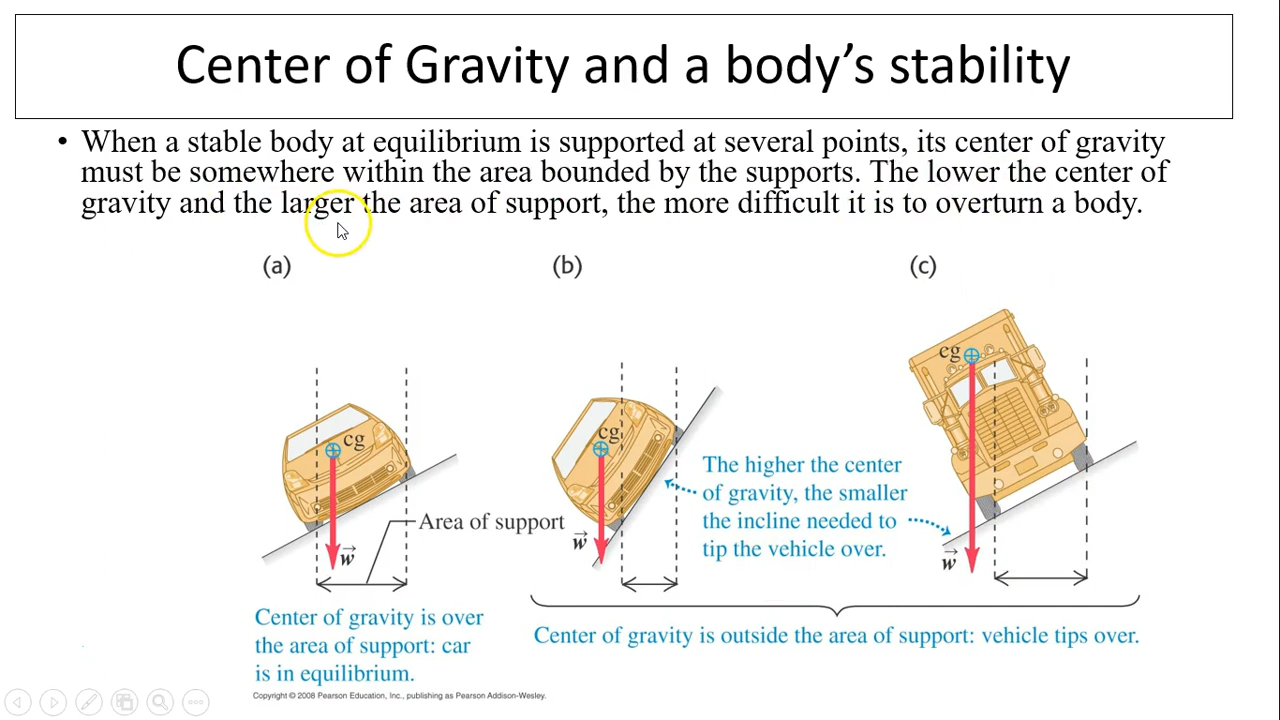 Center of Gravity and a body’s stability
• When a stable body at equilibrium is supported at several points, its center of gravity
must be somewhere within the area bounded by the supports. The lower the center of
gravity and the larger the area of support, the more difficult it is to overturn a body.
(a)
(b)
(c)
cg
w
Area of support
Center of gravity is over
the area of support: car
is in equilibrium.
cg
w
The higher the center
of gravity, the smaller
the incline needed to
tip the vehicle over.
cg
w
Center of gravity is outside the area of support: vehicle tips over.
Copyright © 2008 Pearson Education, Inc., publishing as Pearson Addison-Wesley.